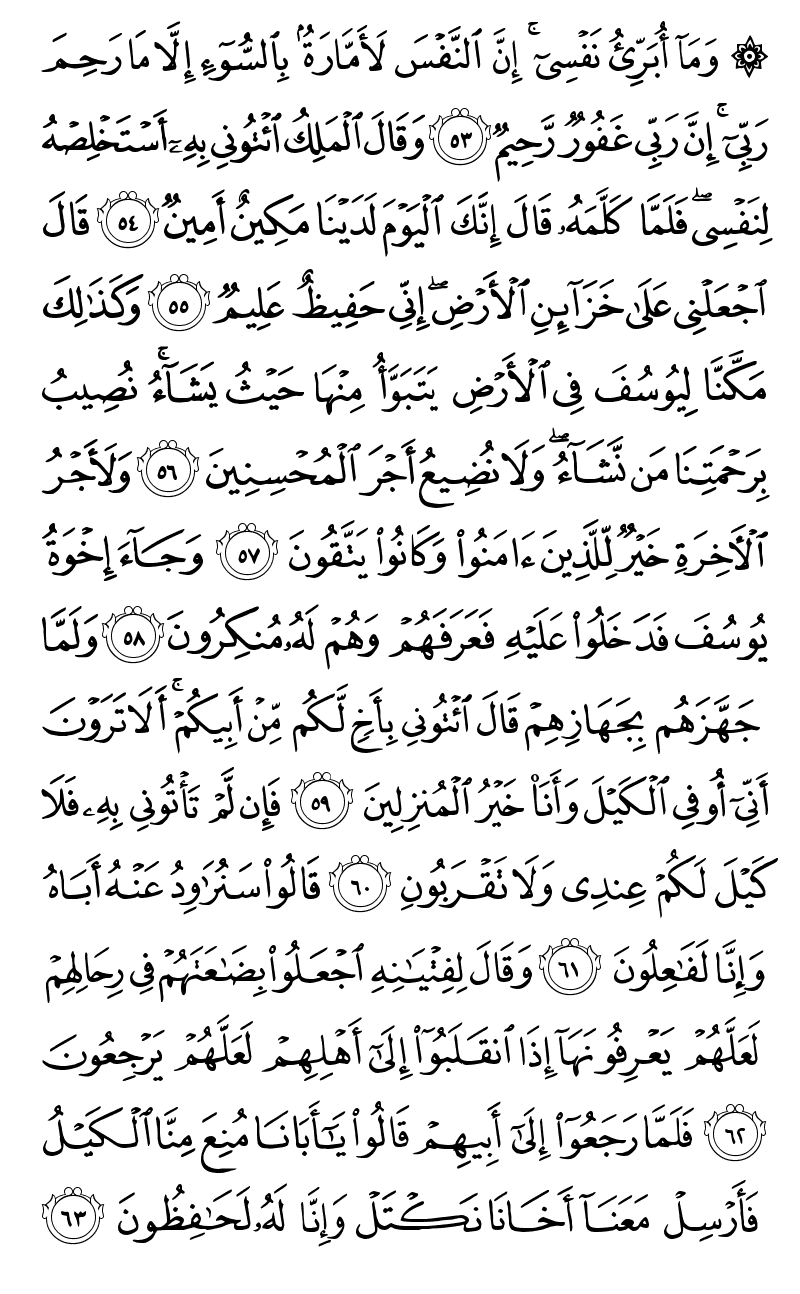 ۞ وَمَآ أُبَرِّئُ نَفْسِىٓ ۚ إِنَّ ٱلنَّفْسَ لَأَمَّارَةٌۢ بِٱلسُّوٓءِ إِلَّا مَا رَحِمَ
رَبِّىٓ ۚ إِنَّ رَبِّى غَفُورٌ رَّحِيمٌ ٥٣ وَقَالَ ٱلْمَلِكُ ٱئْتُونِى بِهِۦٓ أَسْتَخْلِصْهُ
لِنَفْسِى ۖ فَلَمَّا كَلَّمَهُۥ قَالَ إِنَّكَ ٱلْيَوْمَ لَدَيْنَا مَكِينٌ أَمِينٌ ٥٤ قَالَ
ٱجْعَلْنِى عَلَىٰ خَزَآئِنِ ٱلْأَرْضِ ۖ إِنِّى حَفِيظٌ عَلِيمٌ ٥٥ وَكَذَٰلِكَ
مَكَّنَّا لِيُوسُفَ فِى ٱلْأَرْضِ يَتَبَوَّأُ مِنْهَا حَيْثُ يَشَآءُ ۚ نُصِيبُ
بِرَحْمَتِنَا مَن نَّشَآءُ ۖ وَلَا نُضِيعُ أَجْرَ ٱلْمُحْسِنِينَ ٥٦ وَلَأَجْرُ
ٱلْأَخِرَةِ خَيْرٌ لِّلَّذِينَ ءَامَنُوا۟ وَكَانُوا۟ يَتَّقُونَ ٥٧ وَجَآءَ إِخْوَةُ
يُوسُفَ فَدَخَلُوا۟ عَلَيْهِ فَعَرَفَهُمْ وَهُمْ لَهُۥ مُنكِرُونَ ٥٨ وَلَمَّا
جَهَّزَهُم بِجَهَازِهِمْ قَالَ ٱئْتُونِى بِأَخٍ لَّكُم مِّنْ أَبِيكُمْ ۚ أَلَا تَرَوْنَ
أَنِّىٓ أُوفِى ٱلْكَيْلَ وَأَنَا۠ خَيْرُ ٱلْمُنزِلِينَ ٥٩ فَإِن لَّمْ تَأْتُونِى بِهِۦ فَلَا
كَيْلَ لَكُمْ عِندِى وَلَا تَقْرَبُونِ ٦٠ قَالُوا۟ سَنُرَٰوِدُ عَنْهُ أَبَاهُ
وَإِنَّا لَفَٰعِلُونَ ٦١ وَقَالَ لِفِتْيَٰنِهِ ٱجْعَلُوا۟ بِضَٰعَتَهُمْ فِى رِحَالِهِمْ
لَعَلَّهُمْ يَعْرِفُونَهَآ إِذَا ٱنقَلَبُوٓا۟ إِلَىٰٓ أَهْلِهِمْ لَعَلَّهُمْ يَرْجِعُونَ
٦٢ فَلَمَّا رَجَعُوٓا۟ إِلَىٰٓ أَبِيهِمْ قَالُوا۟ يَٰٓأَبَانَا مُنِعَ مِنَّا ٱلْكَيْلُ
فَأَرْسِلْ مَعَنَآ أَخَانَا نَكْتَلْ وَإِنَّا لَهُۥ لَحَٰفِظُونَ ٦٣